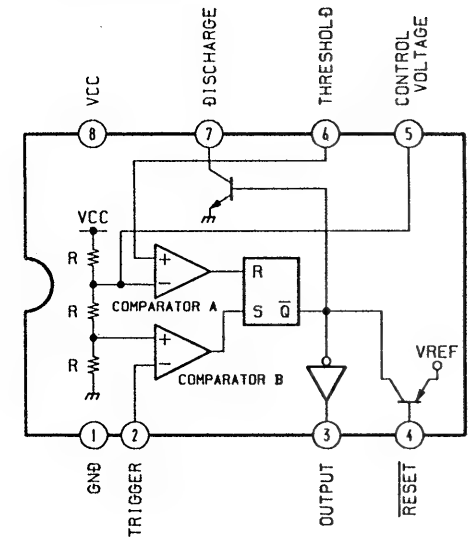 VCC
DISCHARGE
THRESHOLD
CONTROL
VOLTAGE
8
7
6
5
VCC
R
+
−
R
COMPARATOR A
R
S
Q̅
+
−
R
COMPARATOR B
VREF
1
2
3
4
GND
TRIGGER
OUTPUT
R̅E̅S̅E̅T̅